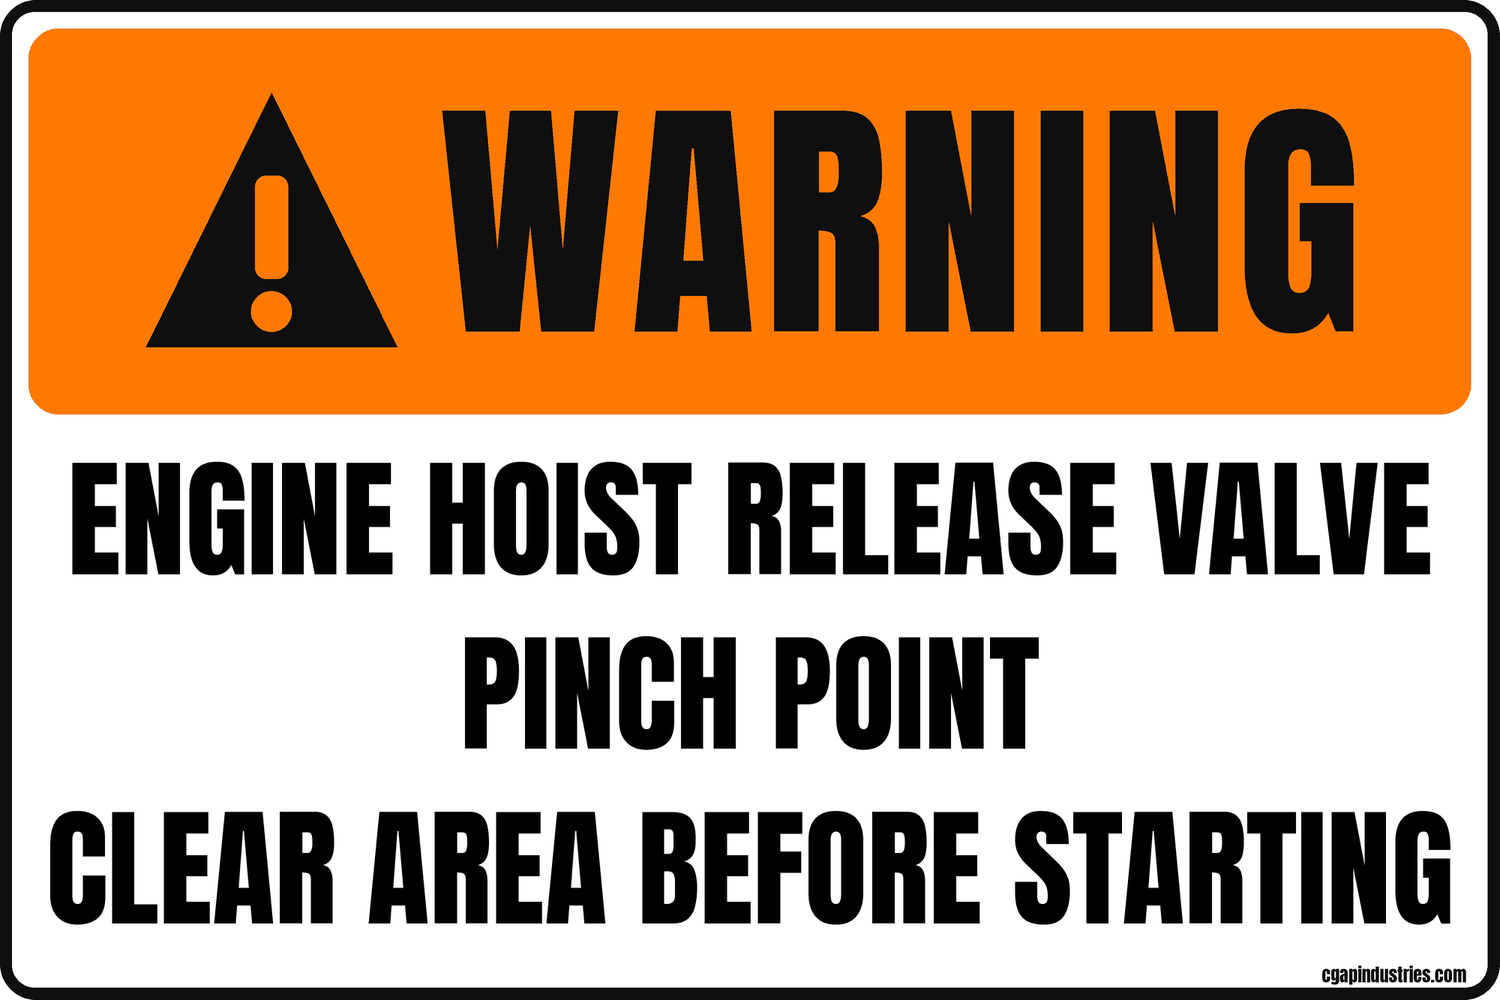 WARNING
ENGINE HOIST RELEASE VALVE
PINCH POINT
CLEAR AREA BEFORE STARTING
cgapindustries.com